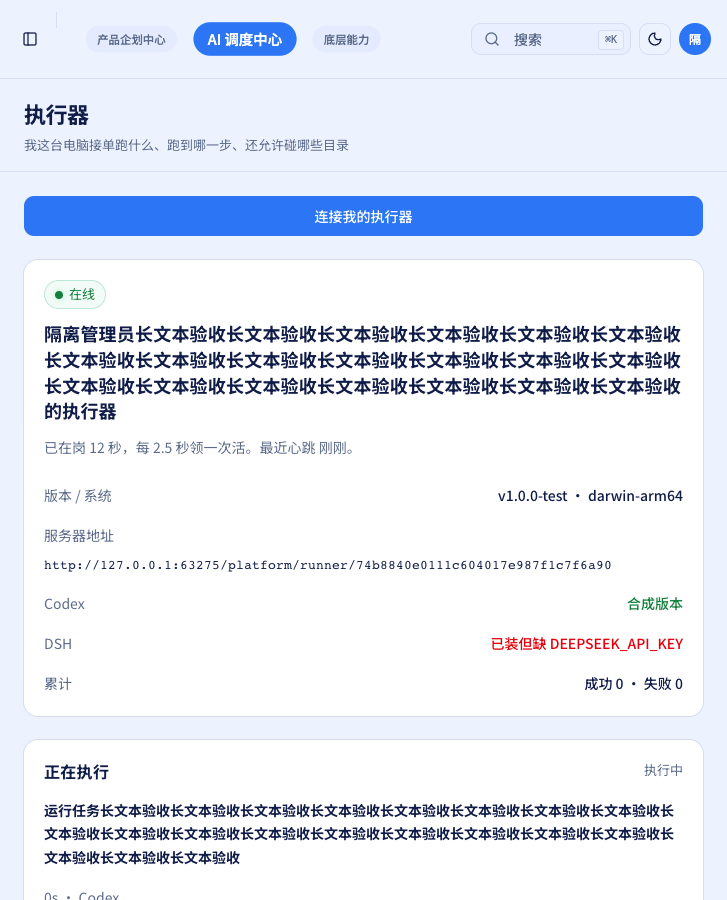 产品企划中心
AI 调度中心
底层能力
搜索
⌘K
隔
执行器
我这台电脑接单跑什么、跑到哪一步、还允许碰哪些目录
连接我的执行器
在线
隔离管理员长文本验收长文本验收长文本验收长文本验收长文本验收长文本验收
长文本验收长文本验收长文本验收长文本验收长文本验收长文本验收长文本验收
长文本验收长文本验收长文本验收长文本验收长文本验收长文本验收长文本验收
的执行器
已在岗 12 秒，每 2.5 秒领一次活。最近心跳 刚刚。
版本 / 系统
v1.0.0-test · darwin-arm64
服务器地址
http://127.0.0.1:63275/platform/runner/74b8840e0111c604017e987f1c7f6a90
Codex
合成版本
DSH
已装但缺 DEEPSEEK_API_KEY
累计
成功 0 · 失败 0
正在执行
执行中
运行任务长文本验收长文本验收长文本验收长文本验收长文本验收长文本验收长文本验收长
文本验收长文本验收长文本验收长文本验收长文本验收长文本验收长文本验收长文本验收长
文本验收长文本验收长文本验收
0s · Codex